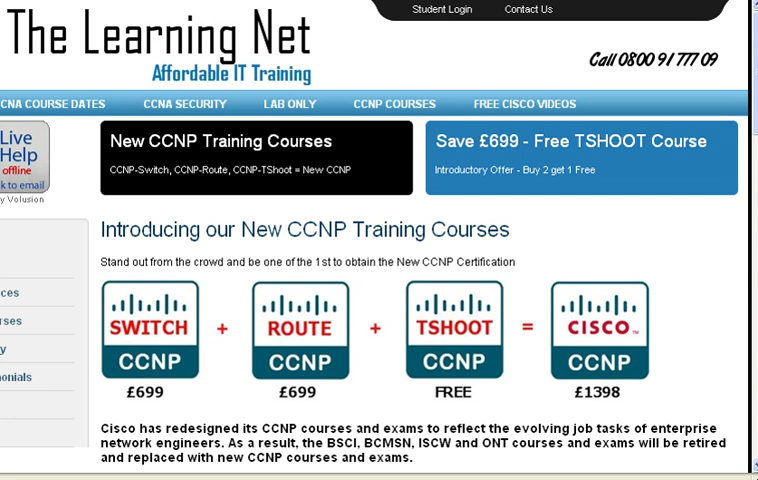 Student Login Contact Us
The Learning Net
Affordable IT Training
Call 0800 91 777 09
CNA COURSE DATES CCNA SECURITY LAB ONLY CCNP COURSES FREE CISCO VIDEOS
Live
Help
offline
k to email
y Volusion
New CCNP Training Courses
CCNP-Switch, CCNP-Route, CCNP-TShoot = New CCNP
Save £699 - Free TSHOOT Course
Introductory Offer - Buy 2 get 1 Free
Introducing our New CCNP Training Courses
Stand out from the crowd and be one of the 1st to obtain the New CCNP Certification
ces
rses
y
onials
SWITCH + ROUTE + TSHOOT = CISCO™
CCNP CCNP CCNP CCNP
£699 £699 FREE £1398
Cisco has redesigned its CCNP courses and exams to reflect the evolving job tasks of enterprise
network engineers. As a result, the BSCI, BCMSN, ISCW and ONT courses and exams will be retired
and replaced with new CCNP courses and exams.